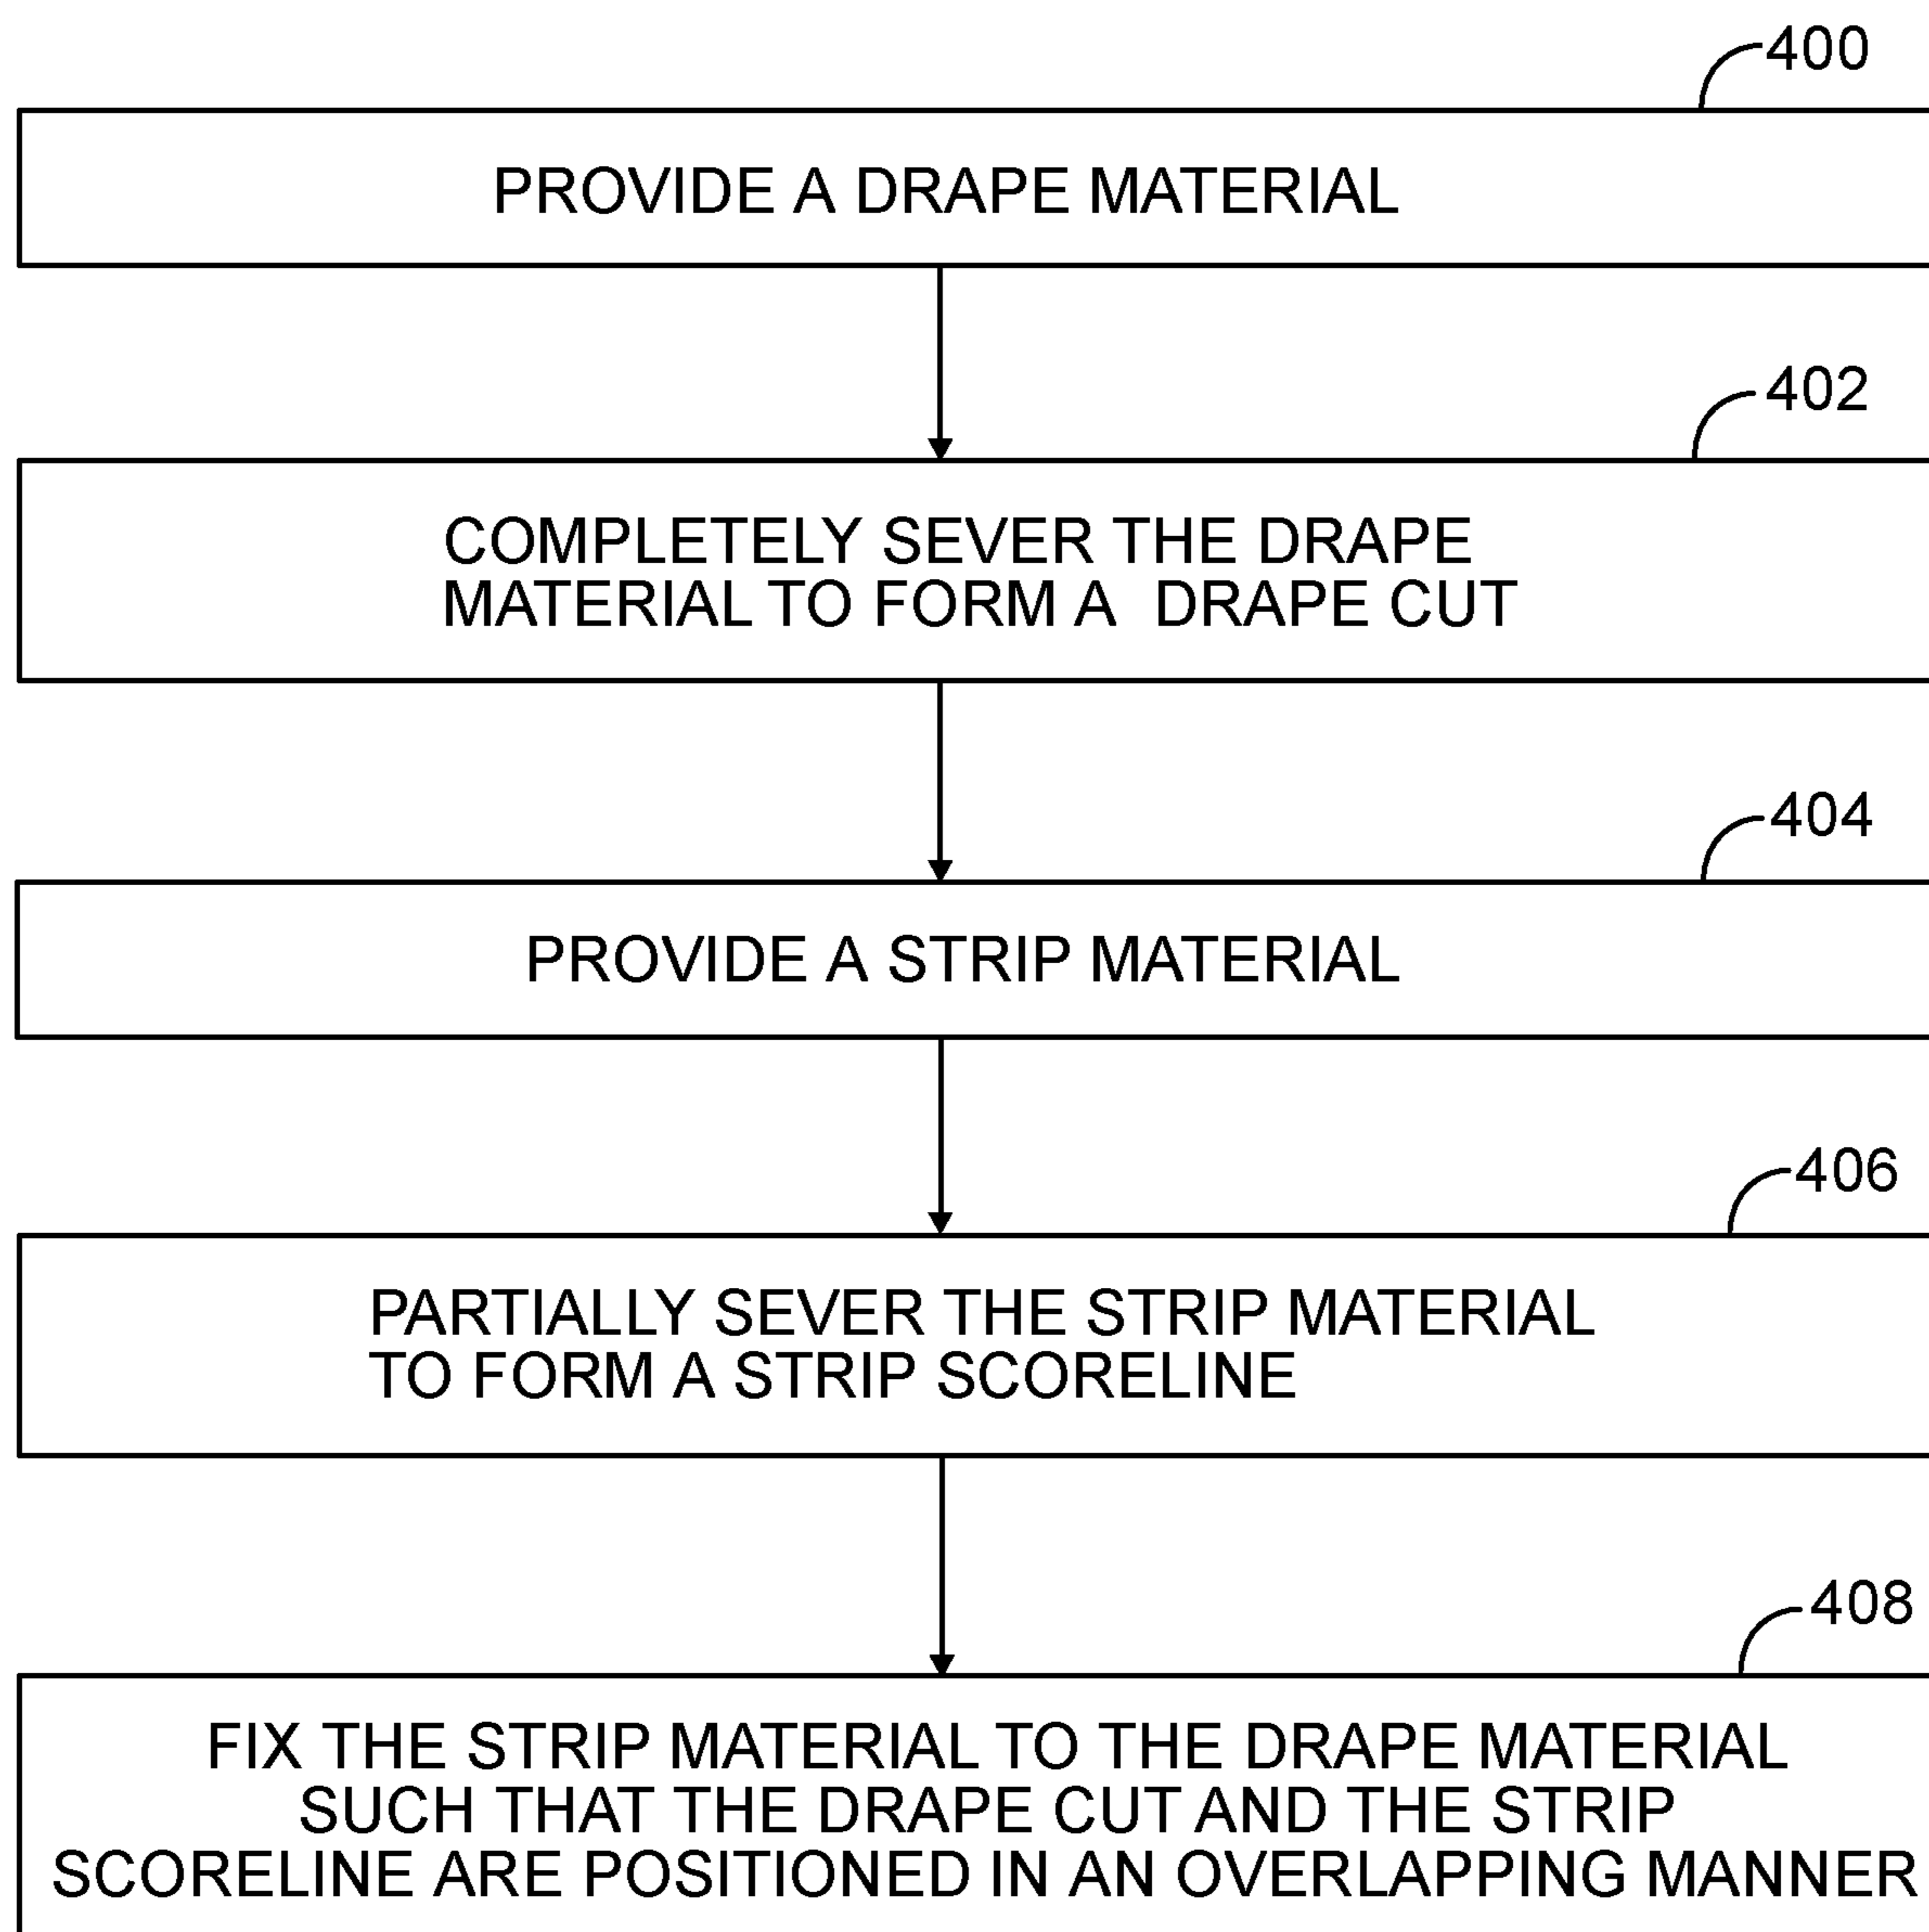 400
PROVIDE A DRAPE MATERIAL
402
COMPLETELY SEVER THE DRAPE
MATERIAL TO FORM A DRAPE CUT
404
PROVIDE A STRIP MATERIAL
406
PARTIALLY SEVER THE STRIP MATERIAL
TO FORM A STRIP SCORELINE
408
FIX THE STRIP MATERIAL TO THE DRAPE MATERIAL
SUCH THAT THE DRAPE CUT AND THE STRIP
SCORELINE ARE POSITIONED IN AN OVERLAPPING MANNER